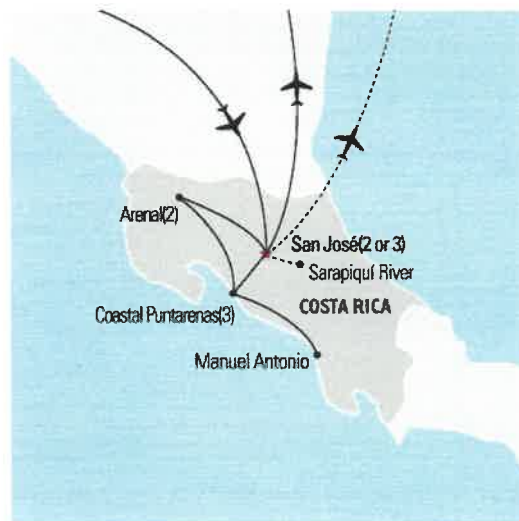 Arenal(2)
San José(2 or 3)
Sarapiquí River
Coastal Puntarenas(3)
COSTA RICA
Manuel Antonio